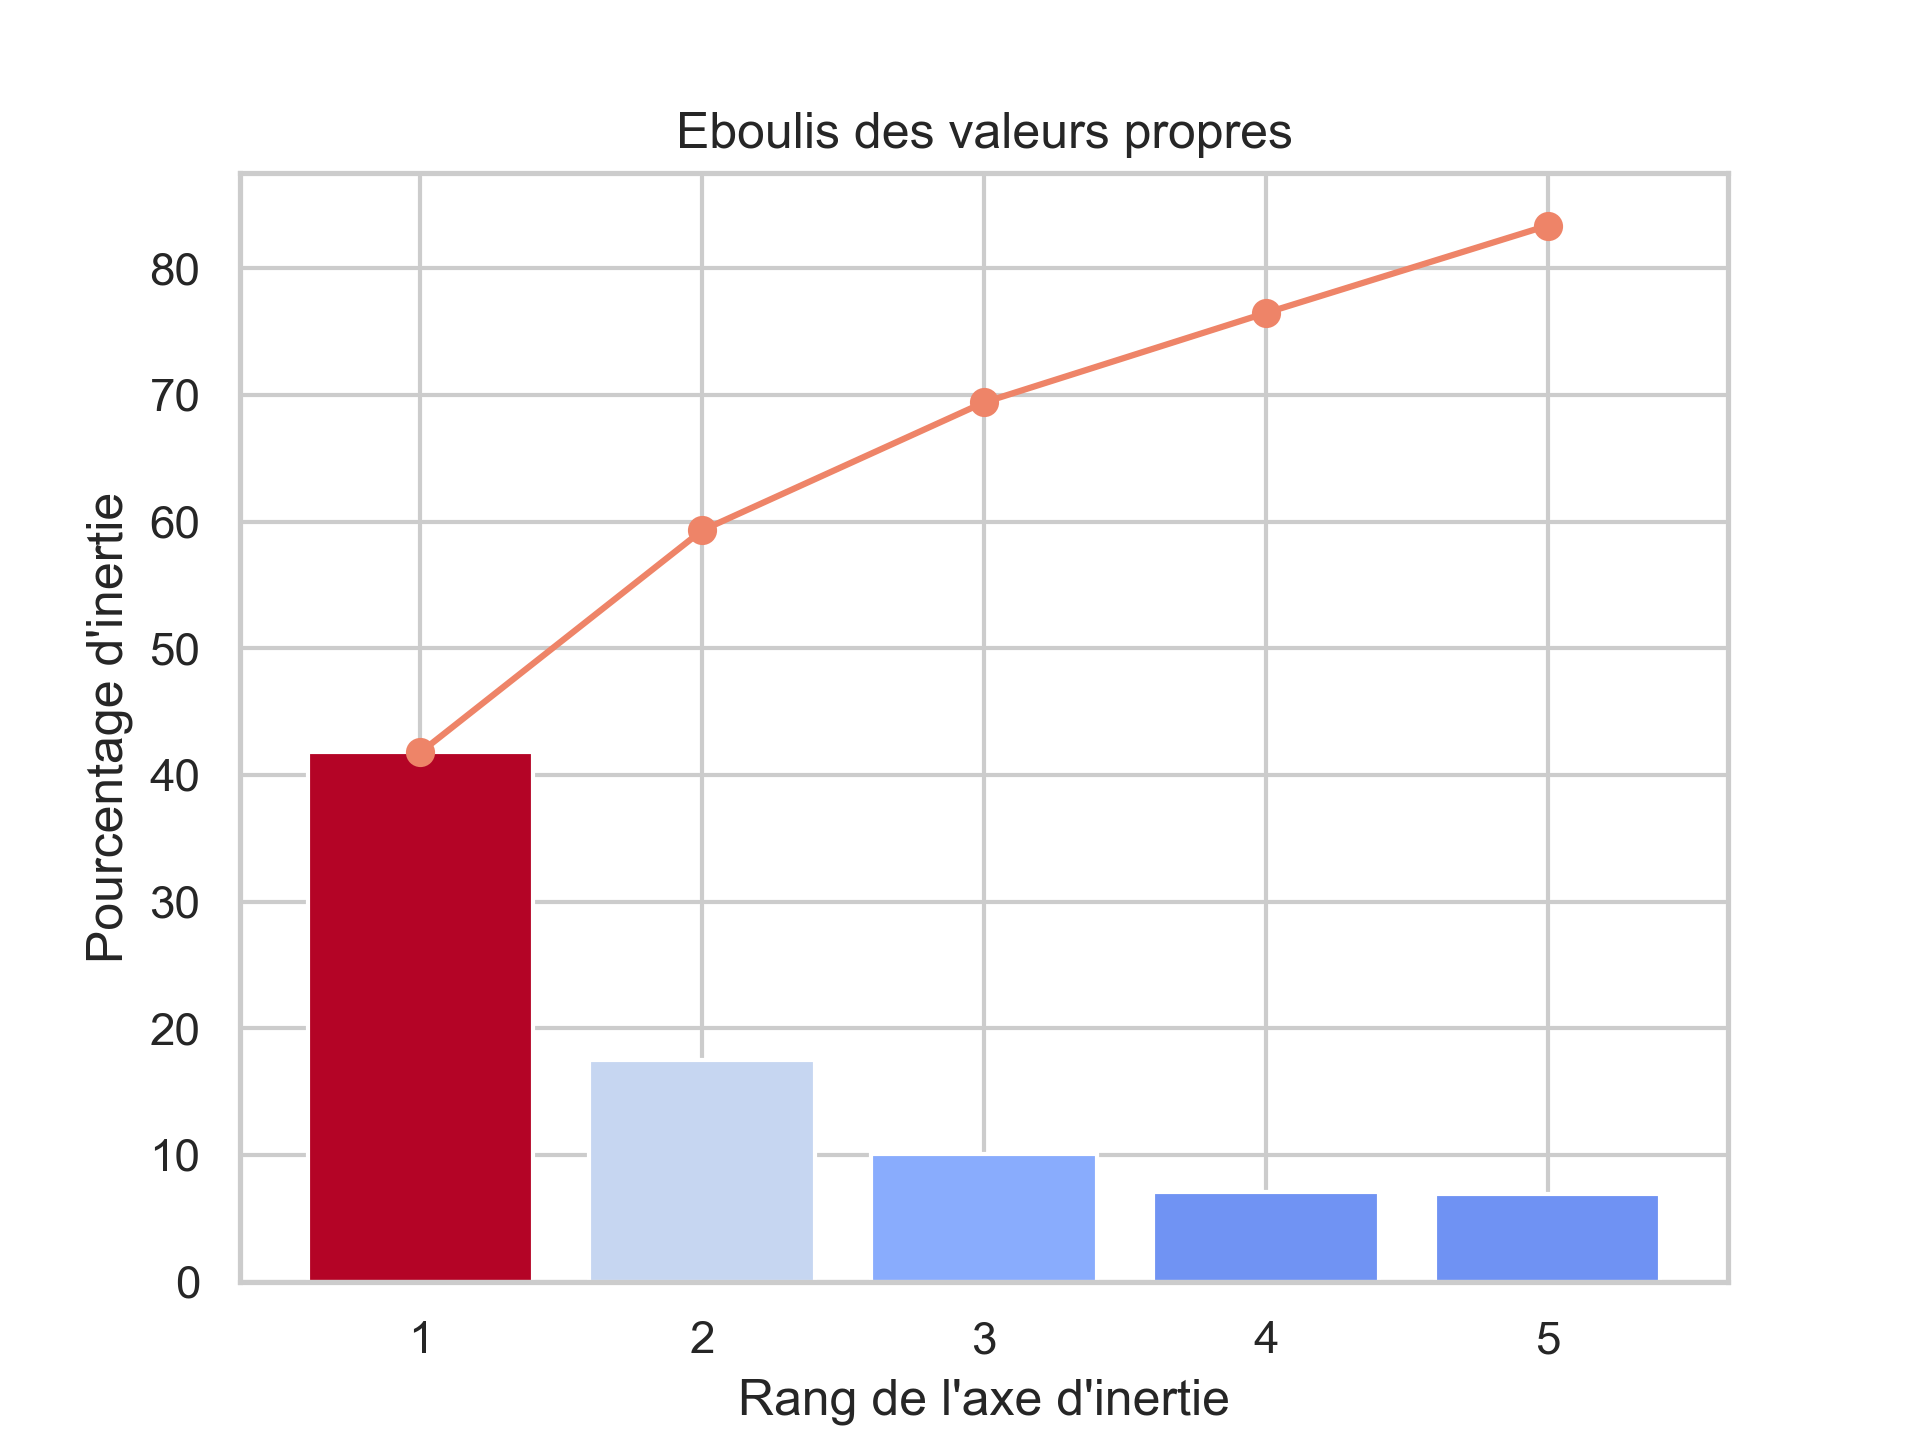 Eboulis des valeurs propres
80
70
60
50
40
30
20
10
0
Pourcentage d'inertie
1 2 3 4 5
Rang de l'axe d'inertie